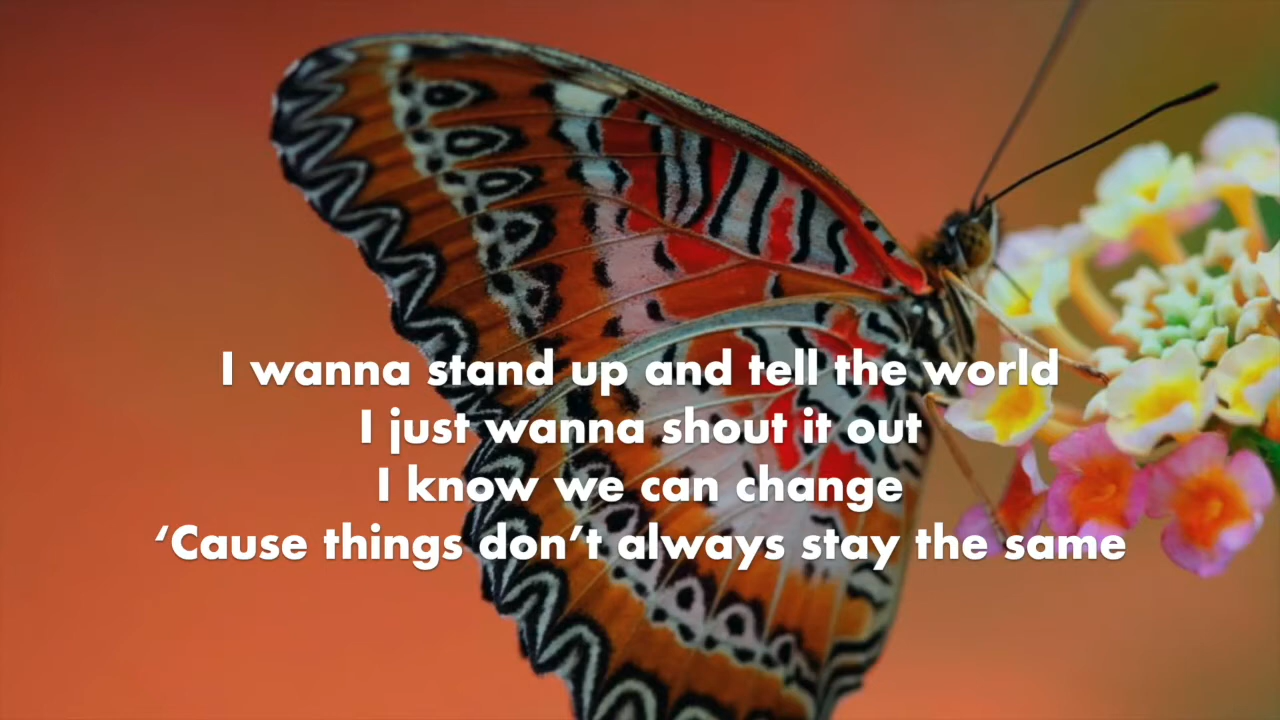 I wanna stand up and tell the world
I just wanna shout it out
I know we can change
‘Cause things don’t always stay the same